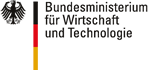 Bundesministerium
für Wirtschaft
und Technologie